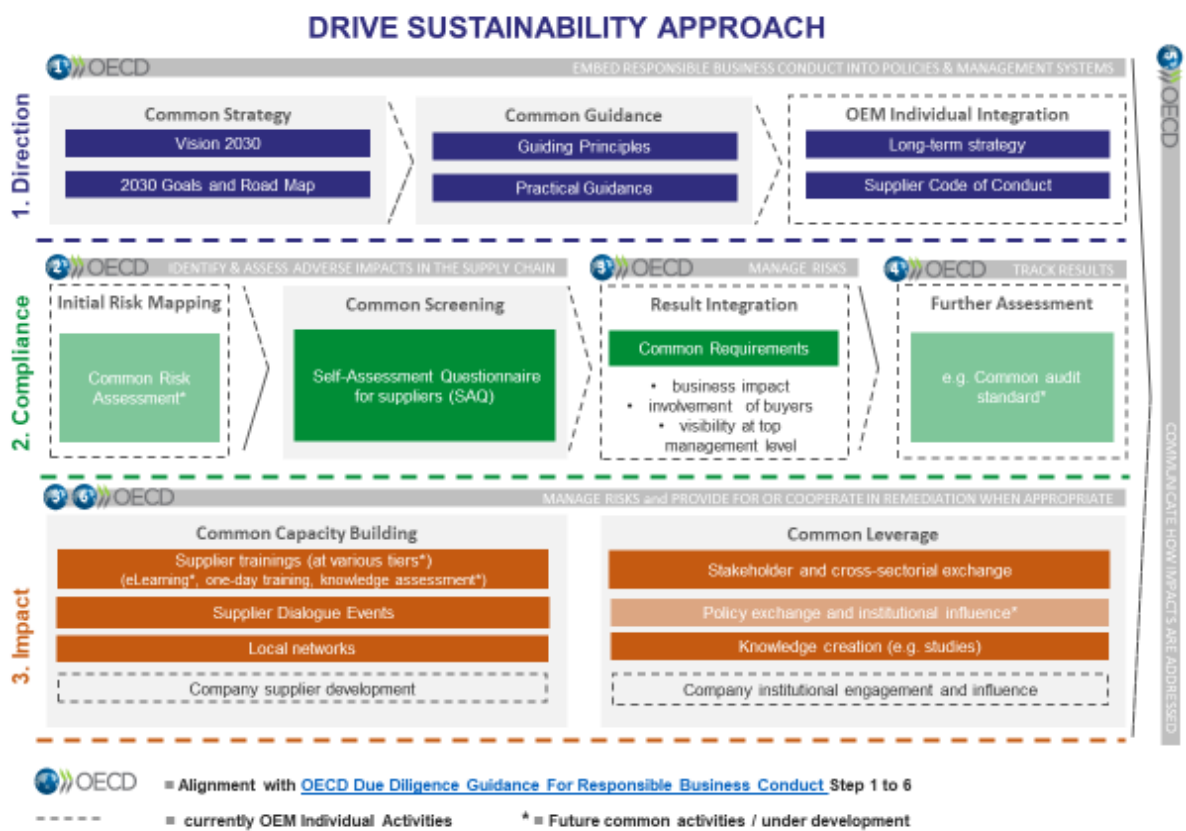 DRIVE SUSTAINABILITY APPROACH
1 OECD
EMBED RESPONSIBLE BUSINESS CONDUCT INTO POLICIES & MANAGEMENT SYSTEMS
1. Direction
Common Strategy
Vision 2030
2030 Goals and Road Map
Common Guidance
Guiding Principles
Practical Guidance
OEM Individual Integration
Long-term strategy
Supplier Code of Conduct
2. Compliance
2 OECD
IDENTIFY & ASSESS ADVERSE IMPACTS IN THE SUPPLY CHAIN
Initial Risk Mapping
Common Risk
Assessment*
Common Screening
Self-Assessment Questionnaire
for suppliers (SAQ)
3 OECD
MANAGE RISKS
Result Integration
Common Requirements
• business impact
• involvement of buyers
• visibility at top
management level
4 OECD
TRACK RESULTS
Further Assessment
e.g. Common audit
standard*
3. Impact
3 6 OECD
MANAGE RISKS and PROVIDE FOR OR COOPERATE IN REMEDIATION WHEN APPROPRIATE
Common Capacity Building
Supplier trainings (at various tiers*)
(eLearning*, one-day training, knowledge assessment*)
Supplier Dialogue Events
Local networks
Company supplier development
Common Leverage
Stakeholder and cross-sectorial exchange
Policy exchange and institutional influence*
Knowledge creation (e.g. studies)
Company institutional engagement and influence
5 OECD
COMMUNICATE HOW IMPACTS ARE ADDRESSED
OECD = Alignment with OECD Due Diligence Guidance For Responsible Business Conduct Step 1 to 6
= currently OEM Individual Activities
* = Future common activities / under development